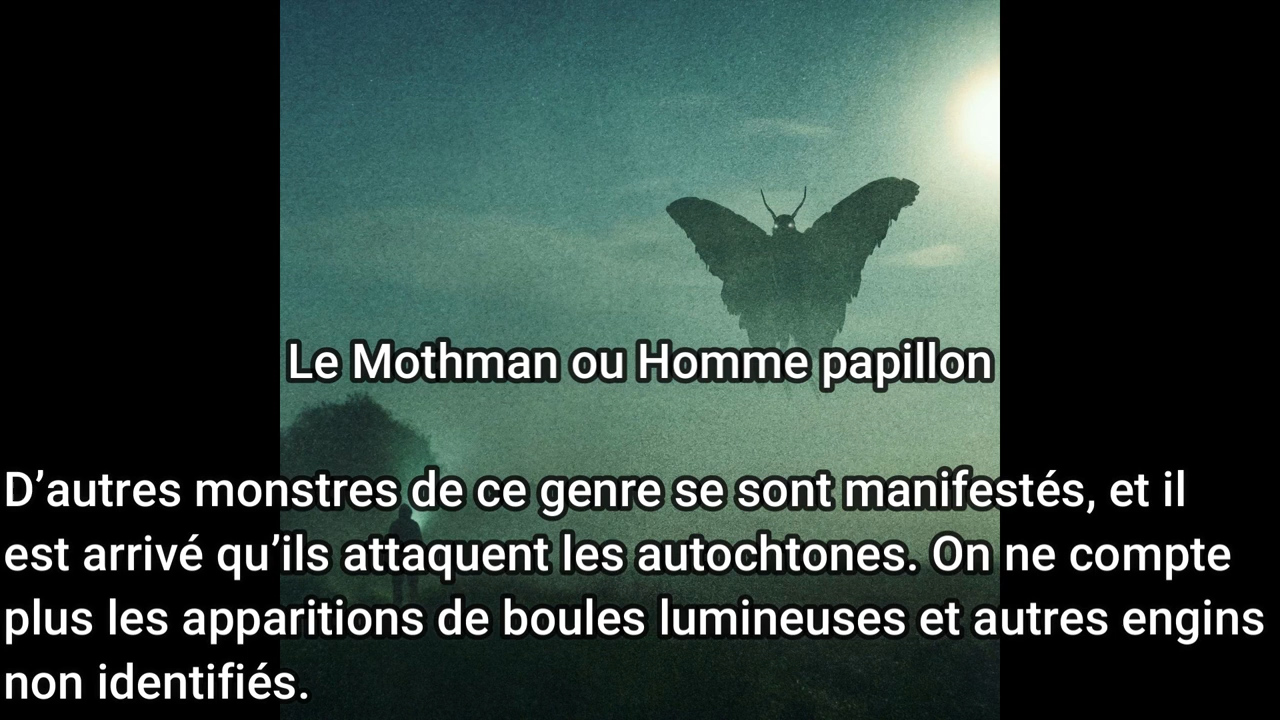 Le Mothman ou Homme papillon
D’autres monstres de ce genre se sont manifestés, et il
est arrivé qu’ils attaquent les autochtones. On ne compte
plus les apparitions de boules lumineuses et autres engins
non identifiés.